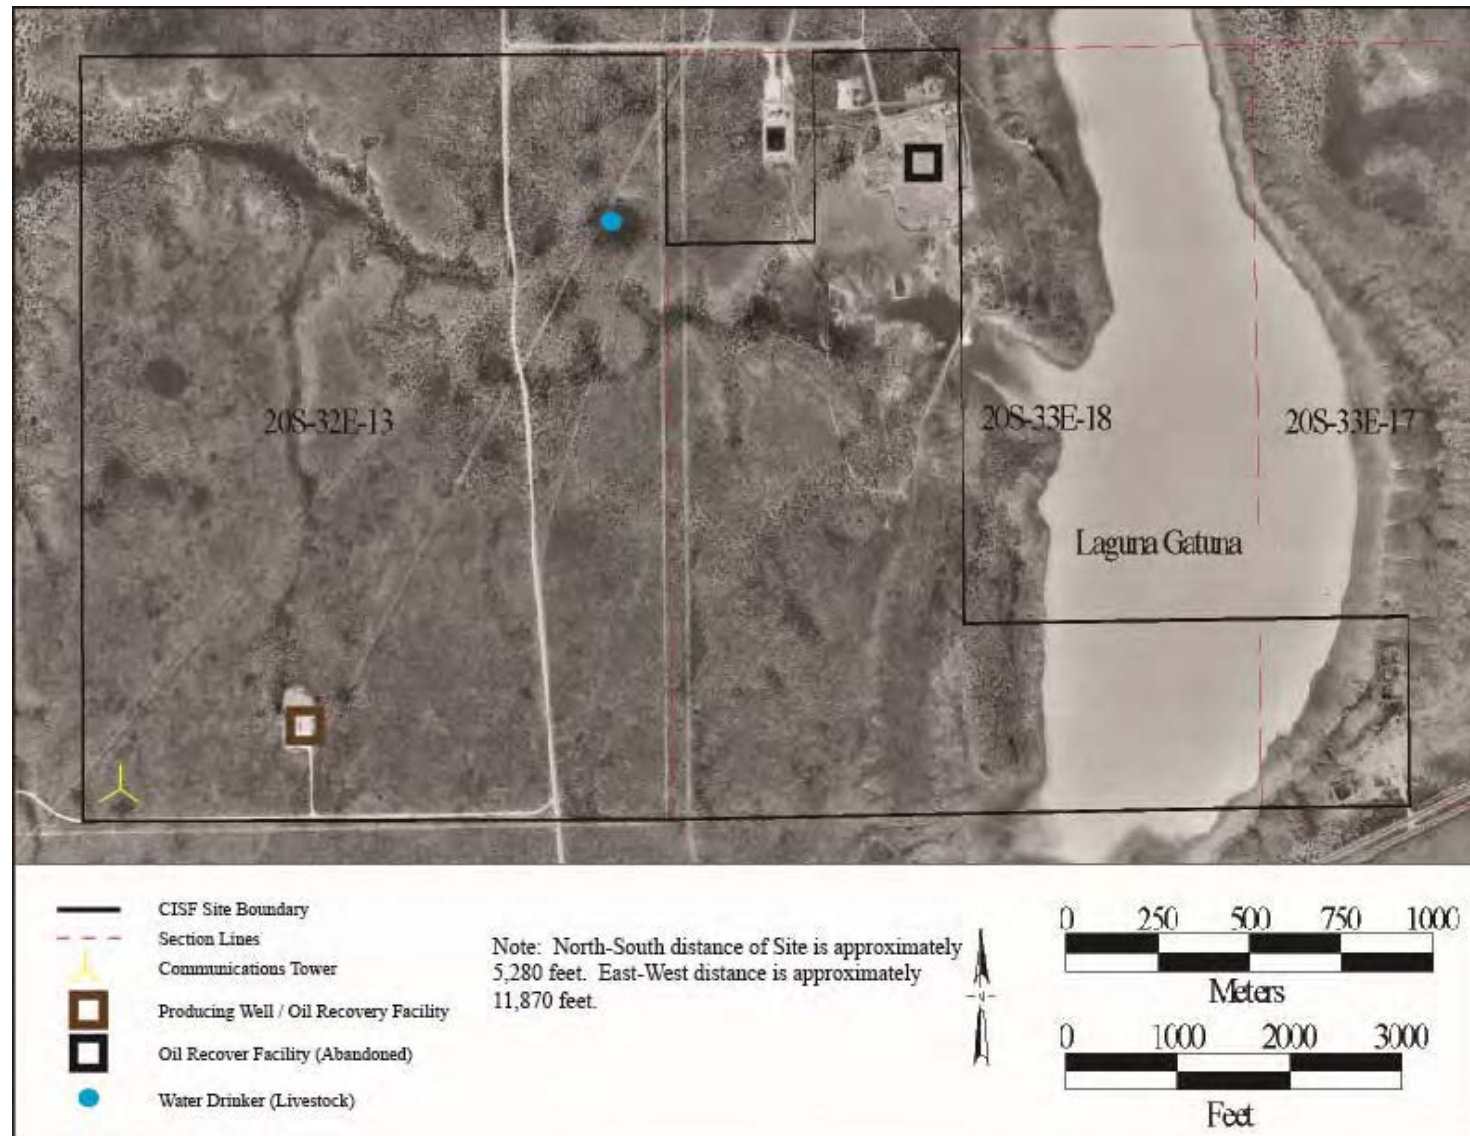 20S-32E-13
20S-33E-18
20S-33E-17
Laguna Gatuna
CISF Site Boundary
Section Lines
Communications Tower
Producing Well / Oil Recovery Facility
Oil Recover Facility (Abandoned)
Water Drinker (Livestock)
Note: North-South distance of Site is approximately
5,280 feet. East-West distance is approximately
11,870 feet.
0 250 500 750 1000
Meters
0 1000 2000 3000
Feet